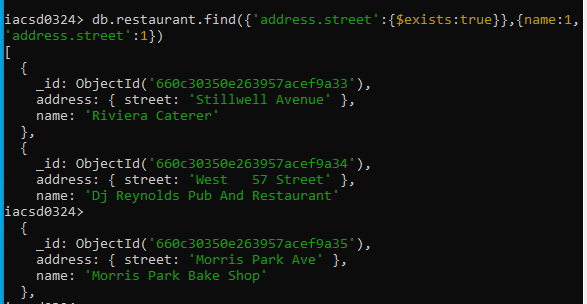 iacsd0324> db.restaurant.find({'address.street':{$exists:true}},{name:1,
'address.street':1})
[
  {
    _id: ObjectId('660c30350e263957acef9a33'),
    address: { street: 'Stillwell Avenue' },
    name: 'Riviera Caterer'
  },
  {
    _id: ObjectId('660c30350e263957acef9a34'),
    address: { street: 'West   57 Street' },
    name: 'Dj Reynolds Pub And Restaurant'
iacsd0324>
  {
    _id: ObjectId('660c30350e263957acef9a35'),
    address: { street: 'Morris Park Ave' },
    name: 'Morris Park Bake Shop'
  },